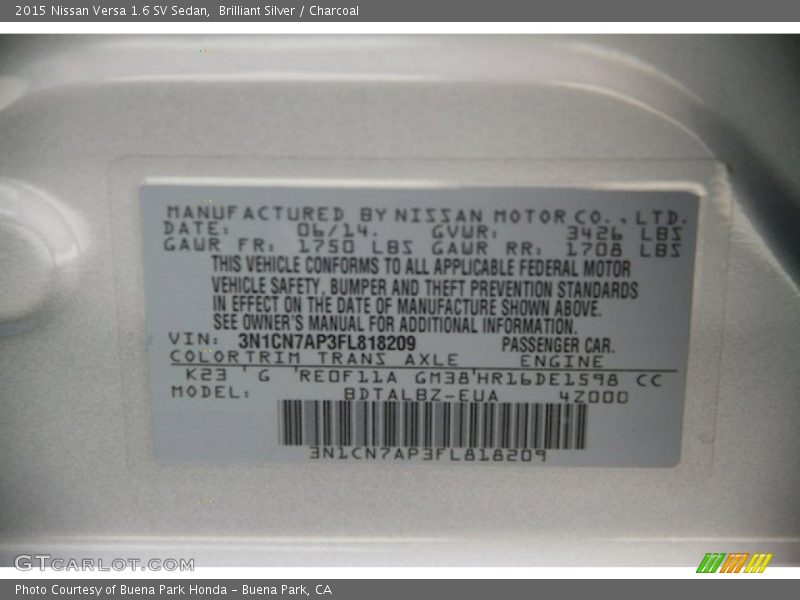 2015 Nissan Versa 1.6 SV Sedan, Brilliant Silver / Charcoal
MANUFACTURED BY NISSAN MOTOR CO., LTD.
DATE: 06/14. GVWR: 3426 LBS
GAWR FR: 1750 LBS GAWR RR: 1708 LBS
THIS VEHICLE CONFORMS TO ALL APPLICABLE FEDERAL MOTOR
VEHICLE SAFETY, BUMPER AND THEFT PREVENTION STANDARDS
IN EFFECT ON THE DATE OF MANUFACTURE SHOWN ABOVE.
SEE OWNER'S MANUAL FOR ADDITIONAL INFORMATION.
VIN: 3N1CN7AP3FL818209 PASSENGER CAR.
COLOR TRIM TRANS AXLE ENGINE
K23 ' G 'RE0F11A GM38'HR16DE1598 CC
MODEL: BDTALBZ-EUA 4Z000
3N1CN7AP3FL818209
GTcarlot.com
Photo Courtesy of Buena Park Honda - Buena Park, CA